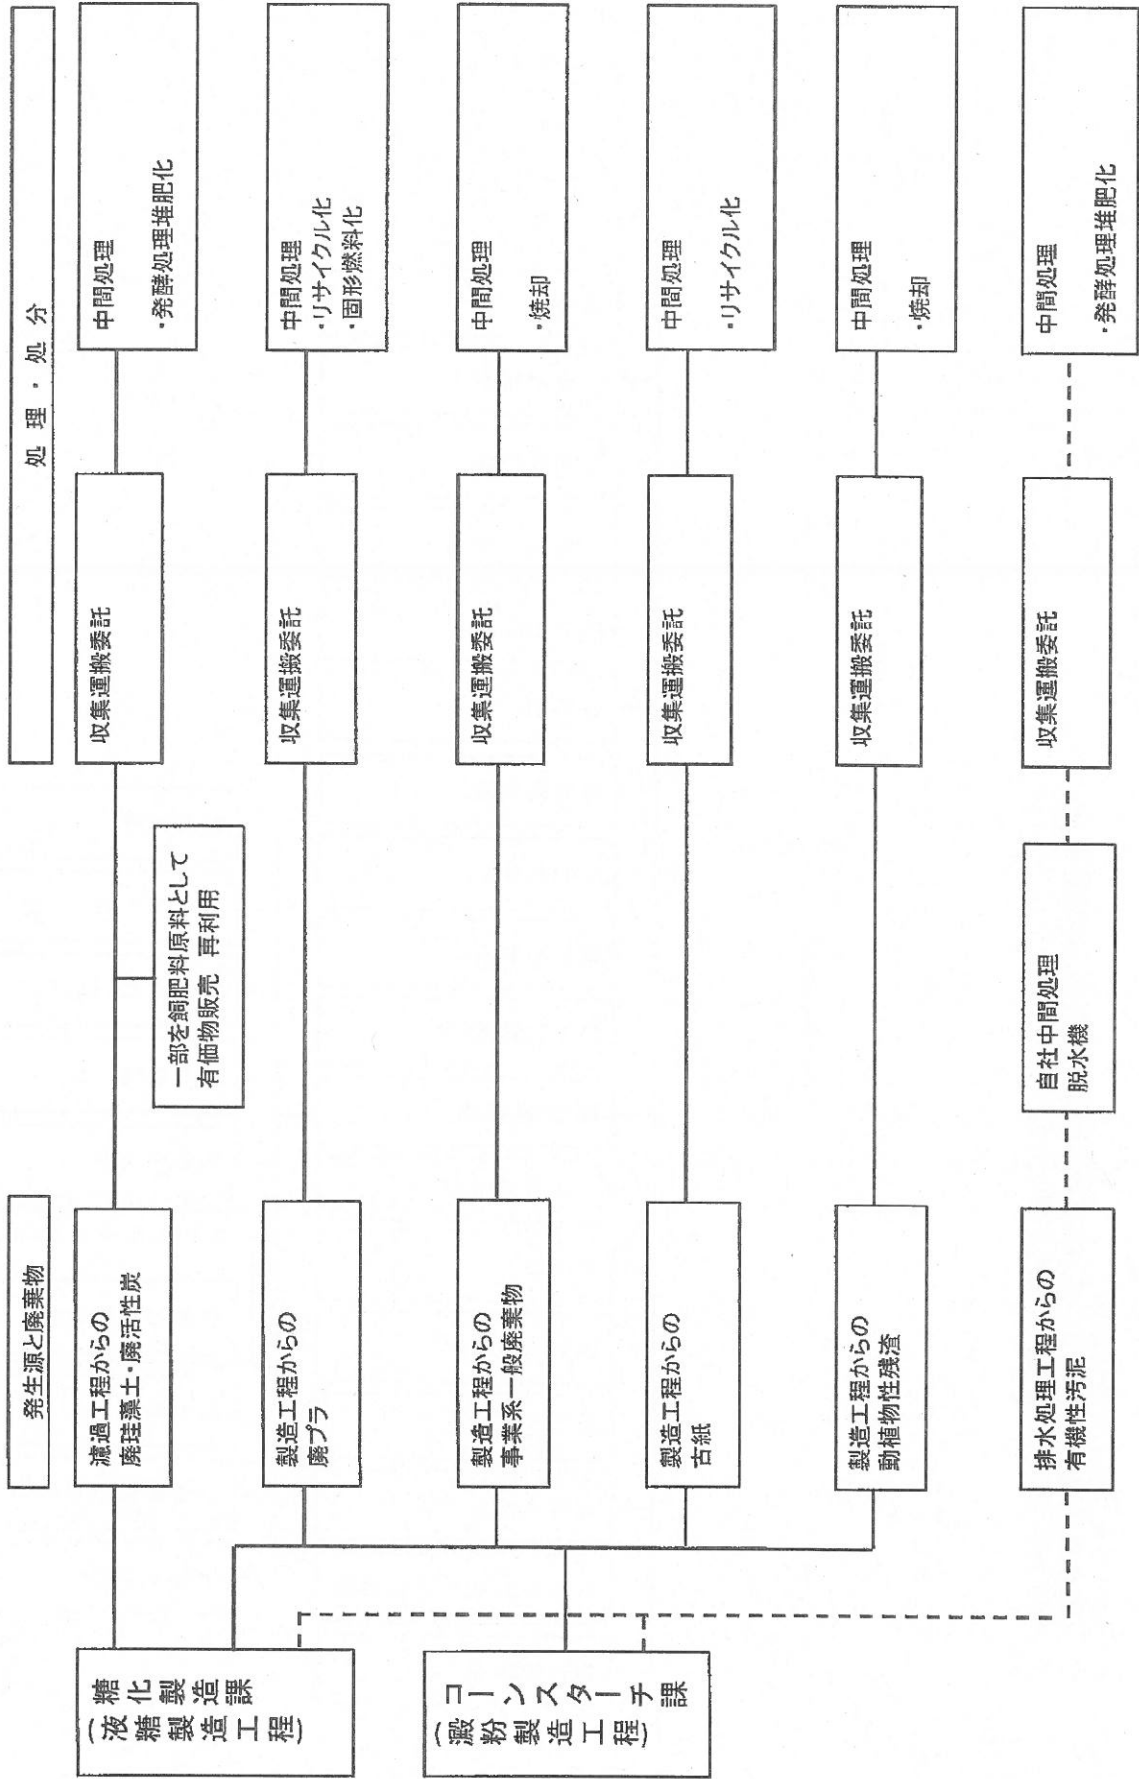 発生源と廃棄物
処理・処分
糖化製造課
(液糖製造工程)
コーンスターチ課
(澱粉製造工程)
濾過工程からの
廃珪藻土・廃活性炭
一部を飼肥料原料として
有価物販売 再利用
収集運搬委託
中間処理
・発酵処理堆肥化
製造工程からの
廃プラ
収集運搬委託
中間処理
・リサイクル化
・固形燃料化
製造工程からの
事業系一般廃棄物
収集運搬委託
中間処理
・焼却
製造工程からの
古紙
収集運搬委託
中間処理
・リサイクル化
製造工程からの
動植物性残渣
収集運搬委託
中間処理
・焼却
排水処理工程からの
有機性汚泥
自社中間処理
脱水機
収集運搬委託
中間処理
・発酵処理堆肥化